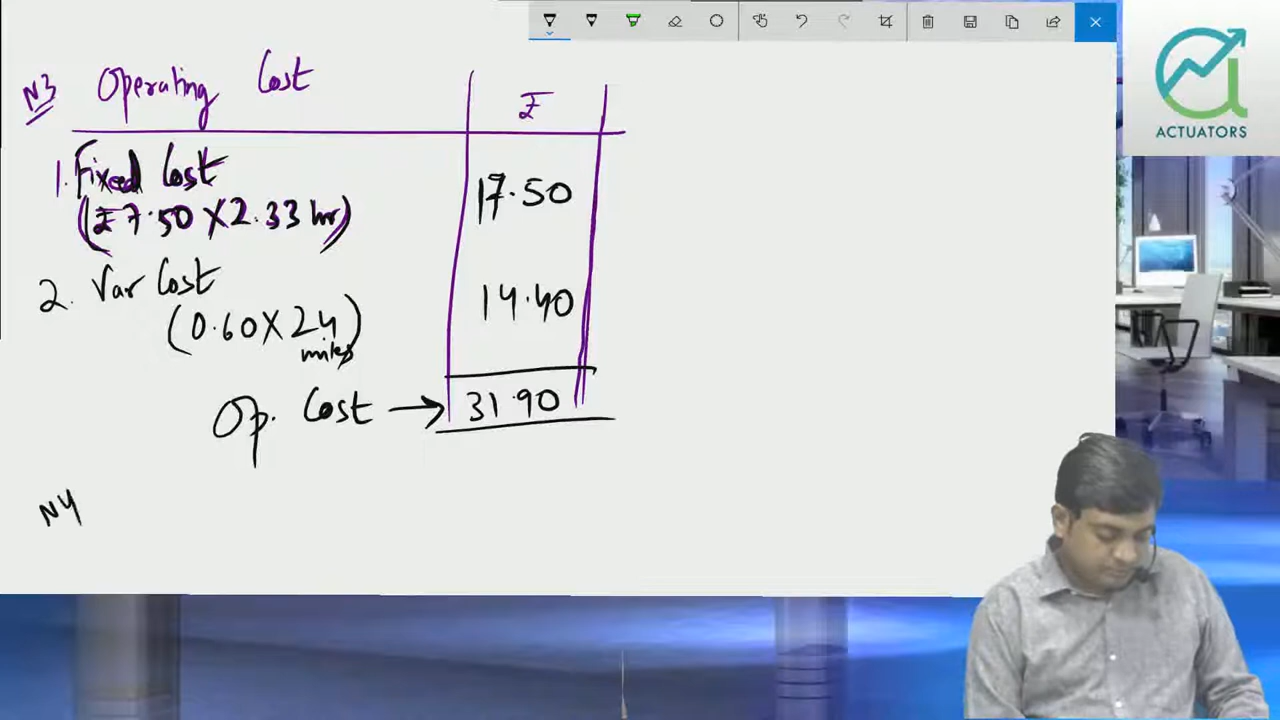 N3 Operating Cost
₹
1. Fixed Cost
17.50
(₹7.50 X 2.33 hr)
2. Var Cost
14.40
(0.60 X 24 miles)
Op. Cost → 31.90
N4
ACTUATORS